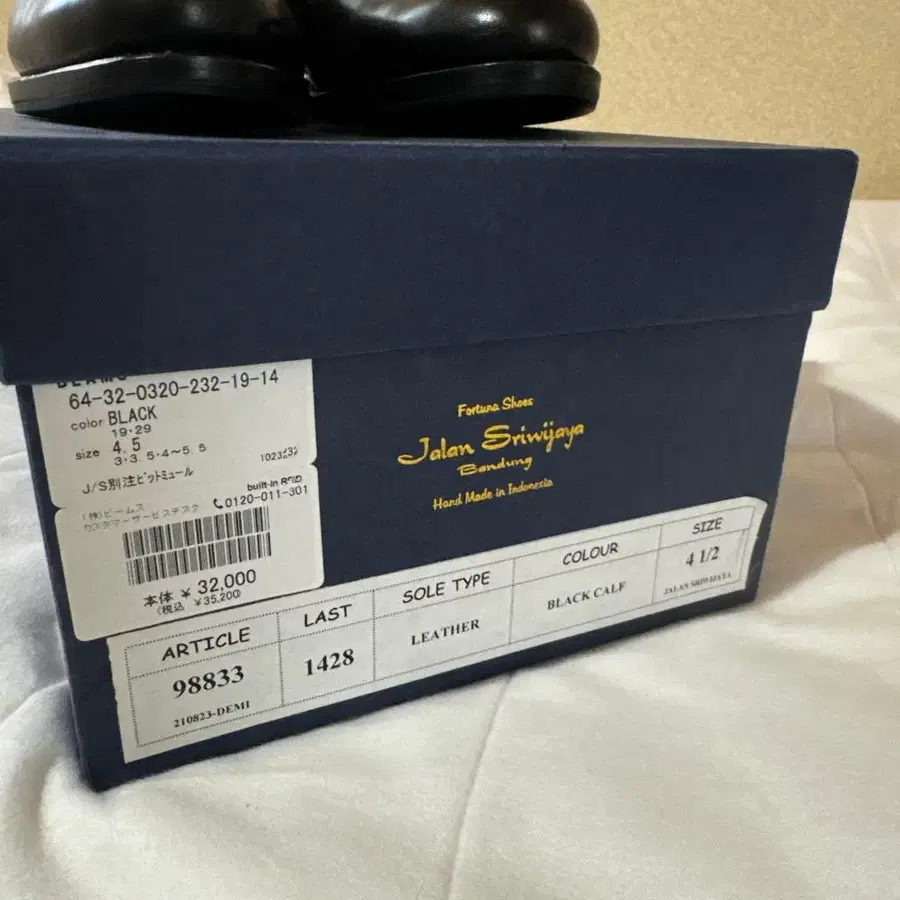 BEAMS
64-32-0320-232-19-14
color BLACK
19・29
size 4.5
3・3.5・4～5.5
1023232
J/S別注ビットミュール
built-in RFID
(株)ビームス
カスタマーサービスデスク 0120-011-301
本体 ¥ 32,000
(税込 ¥35,200)
Fortuna Shoes
Jalan Sriwijaya
Bandung
Hand Made in Indonesia
ARTICLE LAST SOLE TYPE COLOUR SIZE
98833 1428 LEATHER BLACK CALF 4 1/2
210823-DEMI JALAN SRIWIJAYA